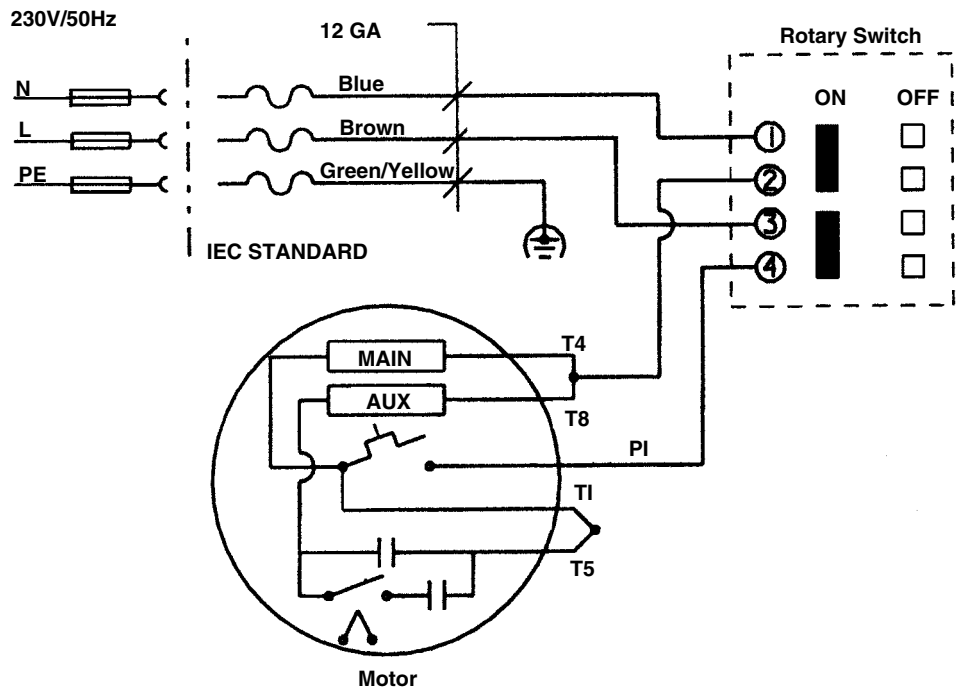 230V/50Hz
12 GA
Rotary Switch
N
Blue
ON
OFF
L
Brown
1
PE
Green/Yellow
2
3
IEC STANDARD
4
MAIN
T4
AUX
T8
PI
TI
T5
Motor